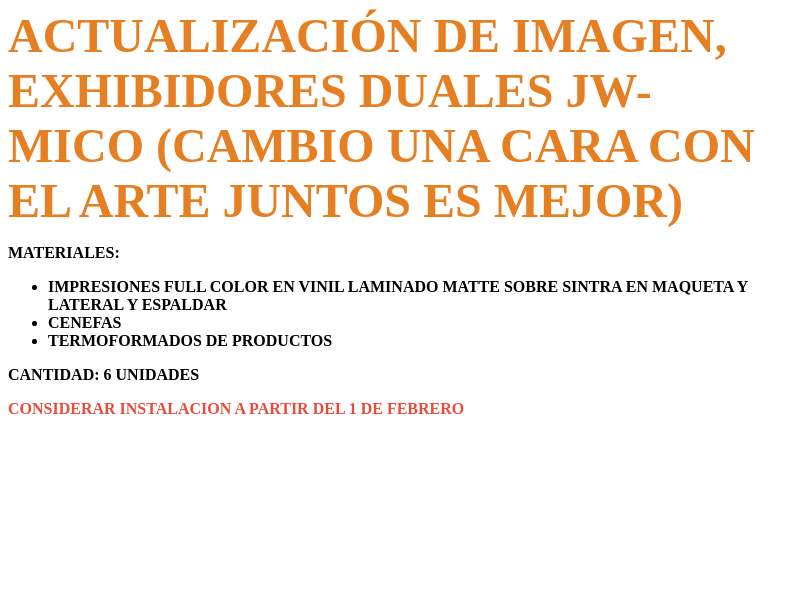 ACTUALIZACIÓN DE IMAGEN,
EXHIBIDORES DUALES JW-
MICO (CAMBIO UNA CARA CON
EL ARTE JUNTOS ES MEJOR)
MATERIALES:
• IMPRESIONES FULL COLOR EN VINIL LAMINADO MATTE SOBRE SINTRA EN MAQUETA Y
LATERAL Y ESPALDAR
• CENEFAS
• TERMOFORMADOS DE PRODUCTOS
CANTIDAD: 6 UNIDADES
CONSIDERAR INSTALACION A PARTIR DEL 1 DE FEBRERO